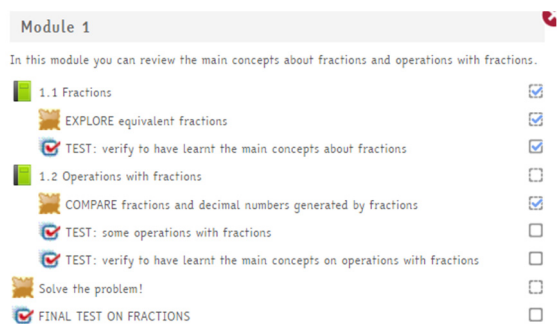 Module 1
In this module you can review the main concepts about fractions and operations with fractions.
1.1 Fractions
EXPLORE equivalent fractions
TEST: verify to have learnt the main concepts about fractions
1.2 Operations with fractions
COMPARE fractions and decimal numbers generated by fractions
TEST: some operations with fractions
TEST: verify to have learnt the main concepts on operations with fractions
Solve the problem!
FINAL TEST ON FRACTIONS